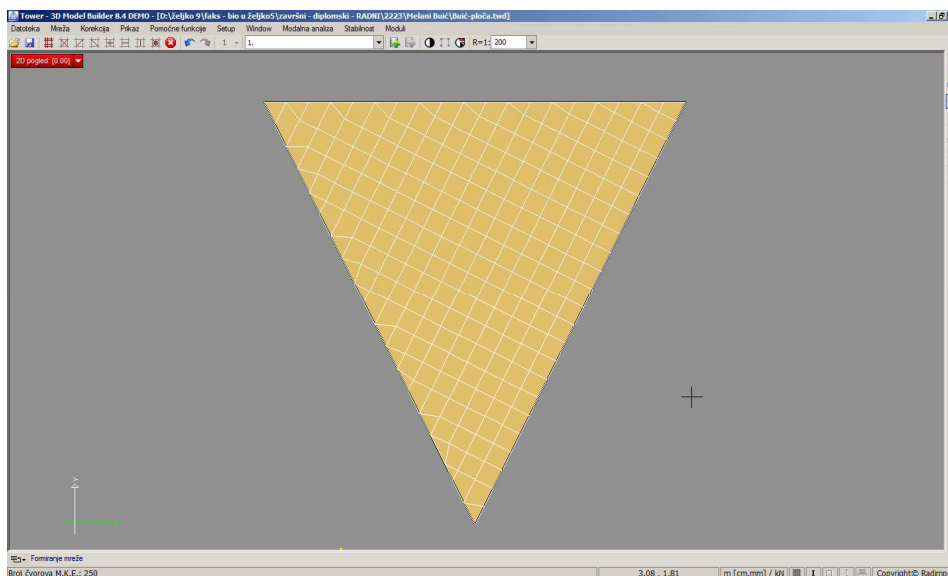 Tower - 3D Model Builder 8.4 DEMO - [D:\željko 9\faks - bio u željko5\završni - diplomski - RADNI\2223\Melani Buić\Buić-ploča.twd]
Datoteka Mreža Korekcija Prikaz Pomoćne funkcije Setup Window Modalna analiza Stabilnost Moduli
1 - 1. R=1: 200
2D pogled: [0.00]
Y
Formiranje mreže
Broj čvorova M.K.E.: 250 3.08 , 1.81 m [cm,mm] / kN I Copyright© Radimp